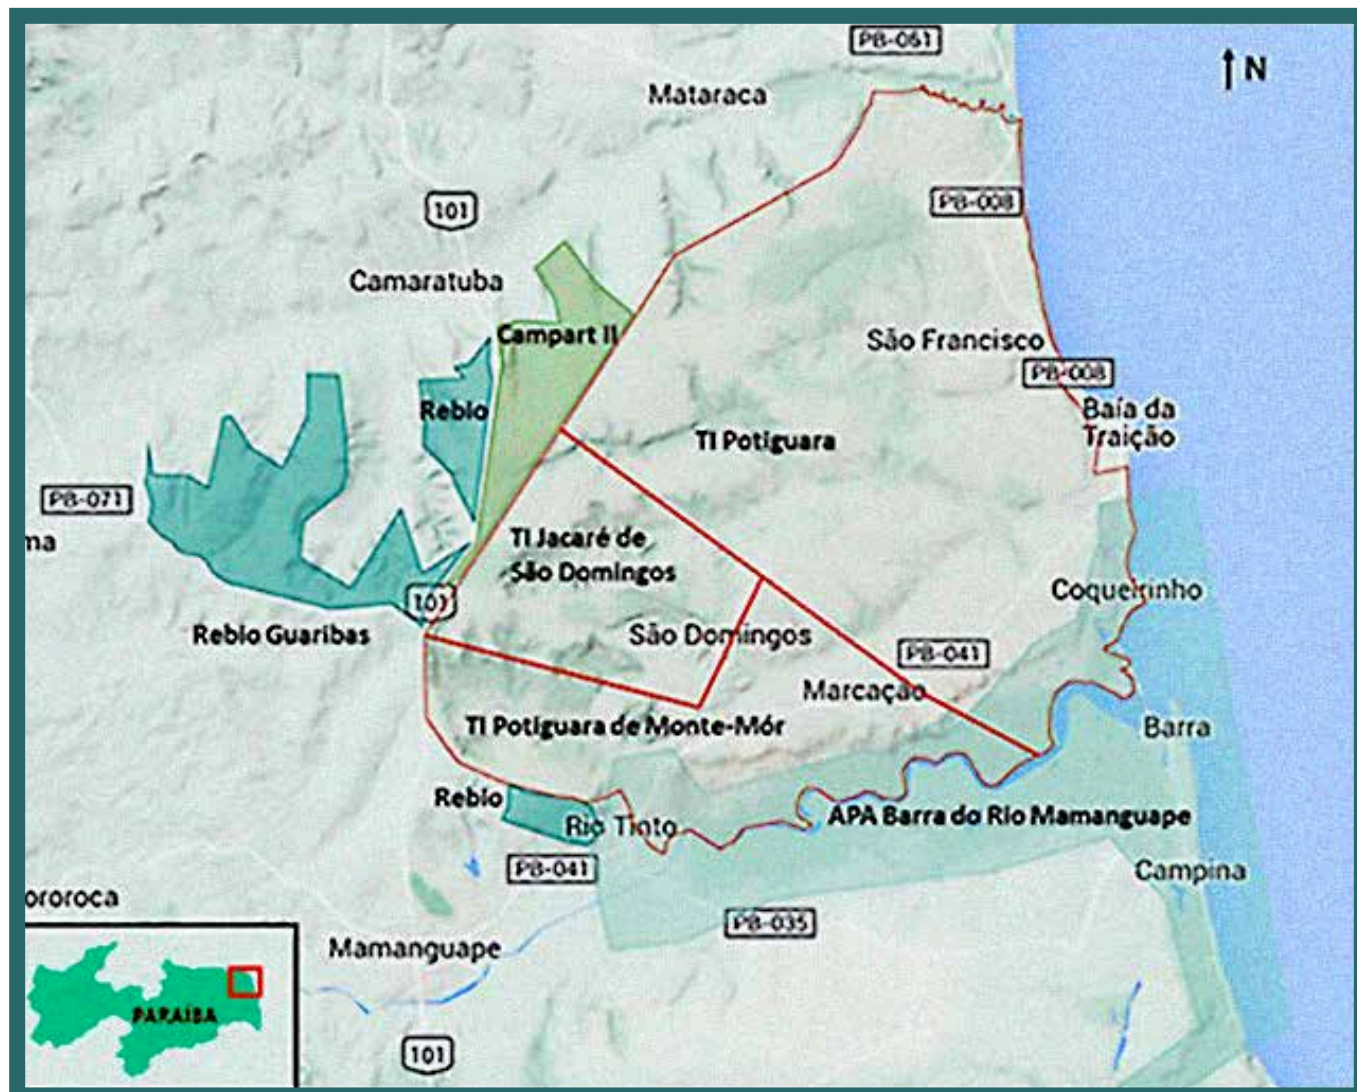 PB-061
N
Mataraca
101
PB-008
Camaratuba
Campart II
São Francisco
PB-008
Rebio
Baía da
Traição
TI Potiguara
PB-071
ma
TI Jacaré de
São Domingos
Coqueirinho
101
Rebio Guaribas
São Domingos
PB-041
Marcação
TI Potiguara de Monte-Mór
Barra
Rebio
Rio Tinto
APA Barra do Rio Mamanguape
PB-041
Campina
ororoca
PB-035
Mamanguape
PARAÍBA
101